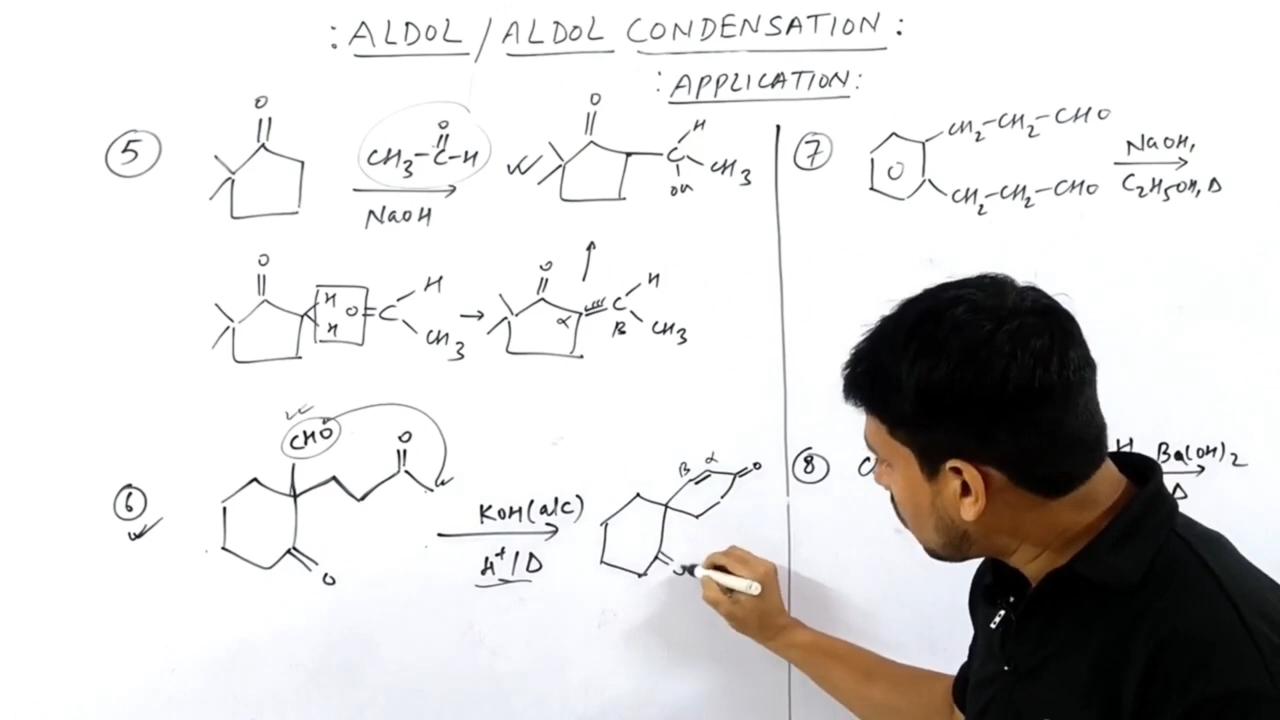 : ALDOL / ALDOL CONDENSATION :
: APPLICATION :
5
O
CH3-C-H
O
NaOH
O
C
H
OH
CH3
O
H
H
O=C
H
CH3
→
O
α
C
β
H
CH3
6
CHO
O
O
KOH(alc)
H+/Δ
β
α
O
7
CH2-CH2-CHO
CH2-CH2-CHO
NaOH,
C2H5OH, Δ
8
H
Ba(OH)2
Δ